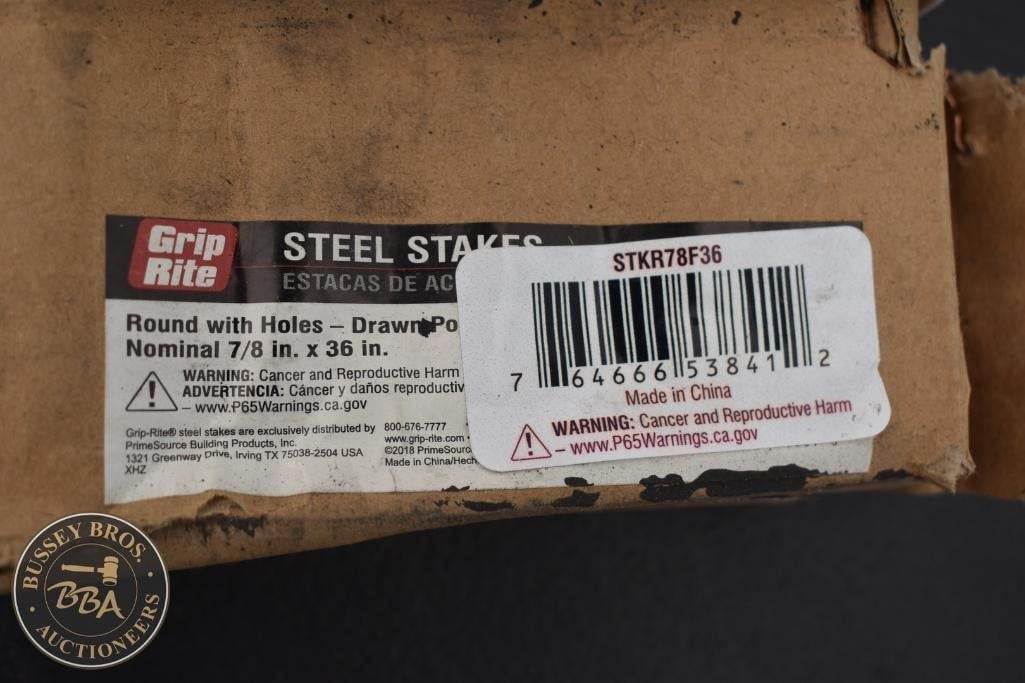 Grip
Rite
STEEL STAKES
ESTACAS DE AC
Round with Holes – Drawn Po
Nominal 7/8 in. x 36 in.
WARNING: Cancer and Reproductive Harm
ADVERTENCIA: Cáncer y daños reproductiv
– www.P65Warnings.ca.gov
Grip-Rite® steel stakes are exclusively distributed by
PrimeSource Building Products, Inc.
1321 Greenway Drive, Irving TX 75038-2504 USA
XHZ
800-676-7777
www.grip-rite.com
©2018 PrimeSourc
Made in China/Hech
STKR78F36
7 64666 53841 2
Made in China
WARNING: Cancer and Reproductive Harm
– www.P65Warnings.ca.gov
BUSSEY BROS.
BBA
AUCTIONEERS